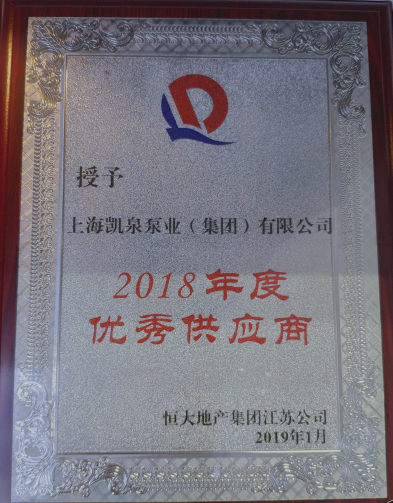 授予
上海凯泉泵业（集团）有限公司
2018年度
优秀供应商
恒大地产集团江苏公司
2019年1月